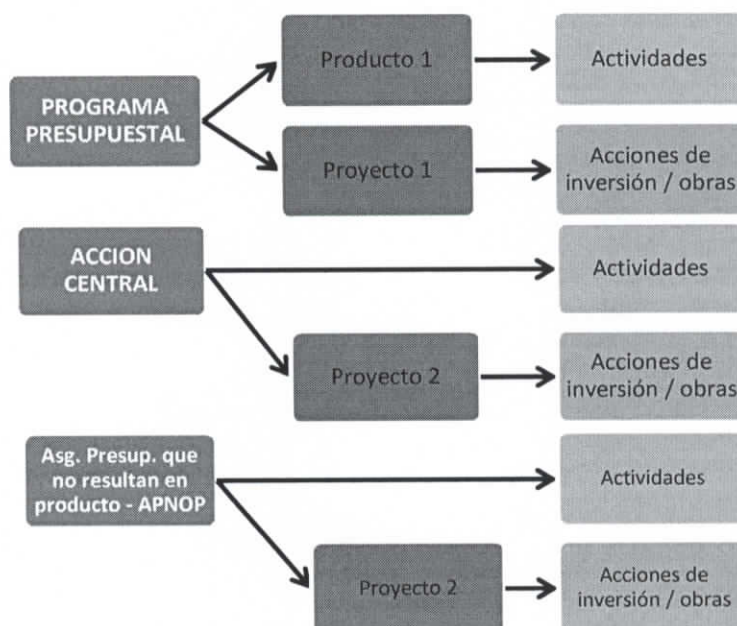 Producto 1
Actividades
PROGRAMA
PRESUPUESTAL
Proyecto 1
Acciones de
inversión / obras
ACCION
CENTRAL
Actividades
Proyecto 2
Acciones de
inversión / obras
Asg. Presup. que
no resultan en
producto - APNOP
Actividades
Proyecto 2
Acciones de
inversión / obras